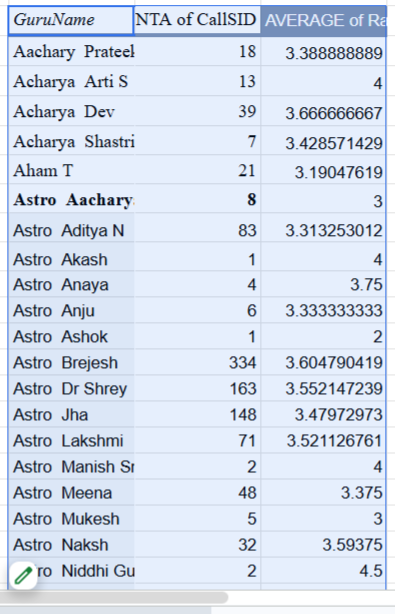 GuruName NTA of CallSID AVERAGE of Ra
Aachary Prateek 18 3.388888889
Acharya Arti S 13 4
Acharya Dev 39 3.666666667
Acharya Shastri 7 3.428571429
Aham T 21 3.19047619
Astro Aachary 8 3
Astro Aditya N 83 3.313253012
Astro Akash 1 4
Astro Anaya 4 3.75
Astro Anju 6 3.333333333
Astro Ashok 1 2
Astro Brejesh 334 3.604790419
Astro Dr Shrey 163 3.552147239
Astro Jha 148 3.47972973
Astro Lakshmi 71 3.521126761
Astro Manish Sr 2 4
Astro Meena 48 3.375
Astro Mukesh 5 3
Astro Naksh 32 3.59375
ro Niddhi Gu 2 4.5